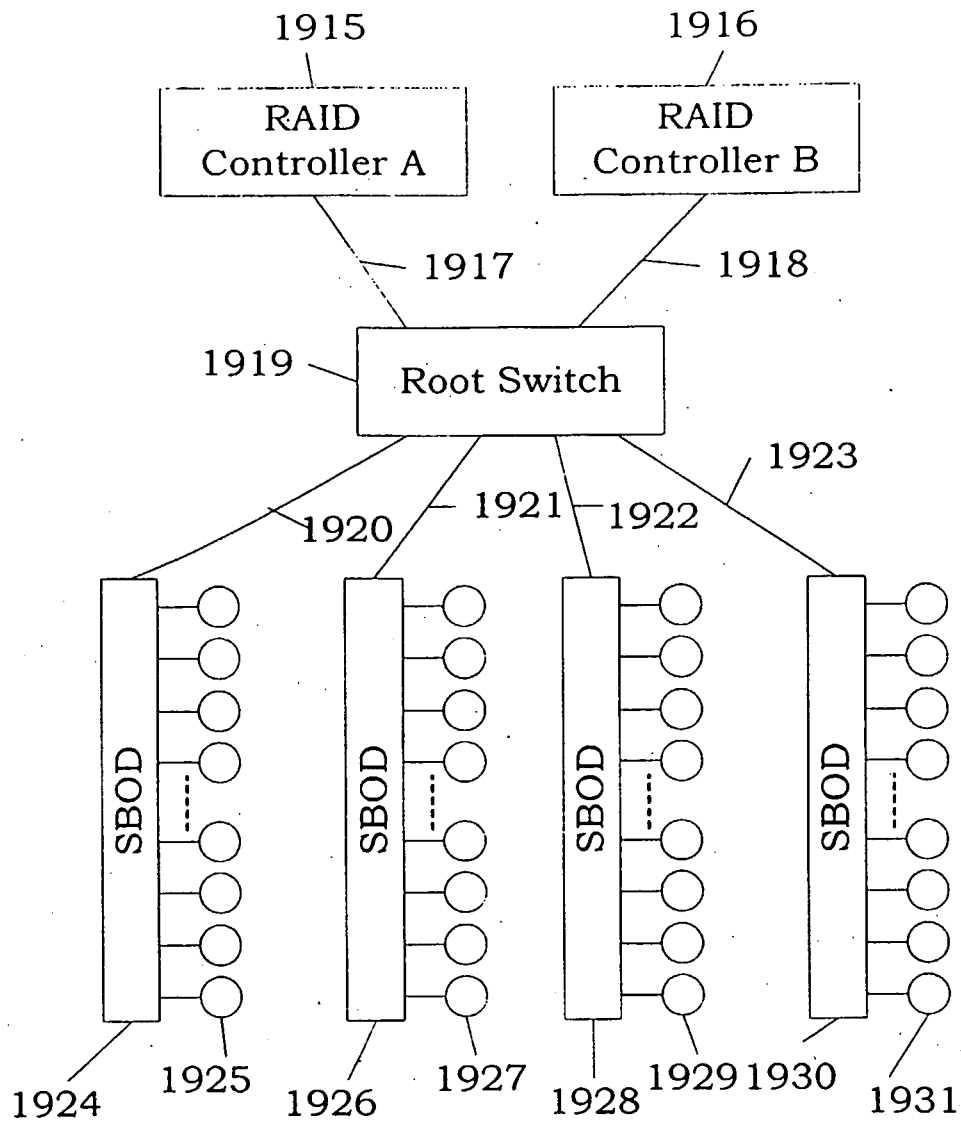 1915
1916
RAID
Controller A
RAID
Controller B
1917
1918
1919
Root Switch
1920
1921
1922
1923
SBOD
SBOD
SBOD
SBOD
1924
1925
1926
1927
1928
1929
1930
1931